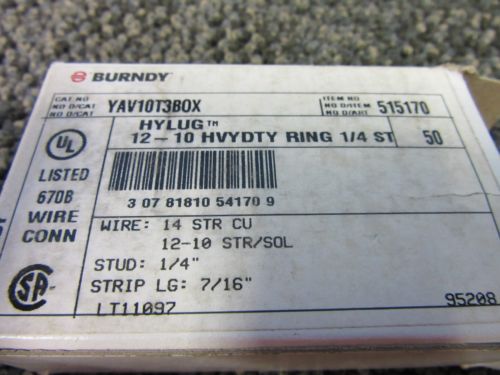 BURNDY
CAT.NO
NO D/CAT
NO D/CAT
YAV10T3BOX
ITEM NO
NO D/ITEM
NO D/ART
515170
HYLUG™
12-10 HVYDTY RING 1/4 ST
50
UL
LISTED
670B
WIRE
CONN
3 07 81810 54170 9
WIRE: 14 STR CU
12-10 STR/SOL
STUD: 1/4"
STRIP LG: 7/16"
LT11097
95208